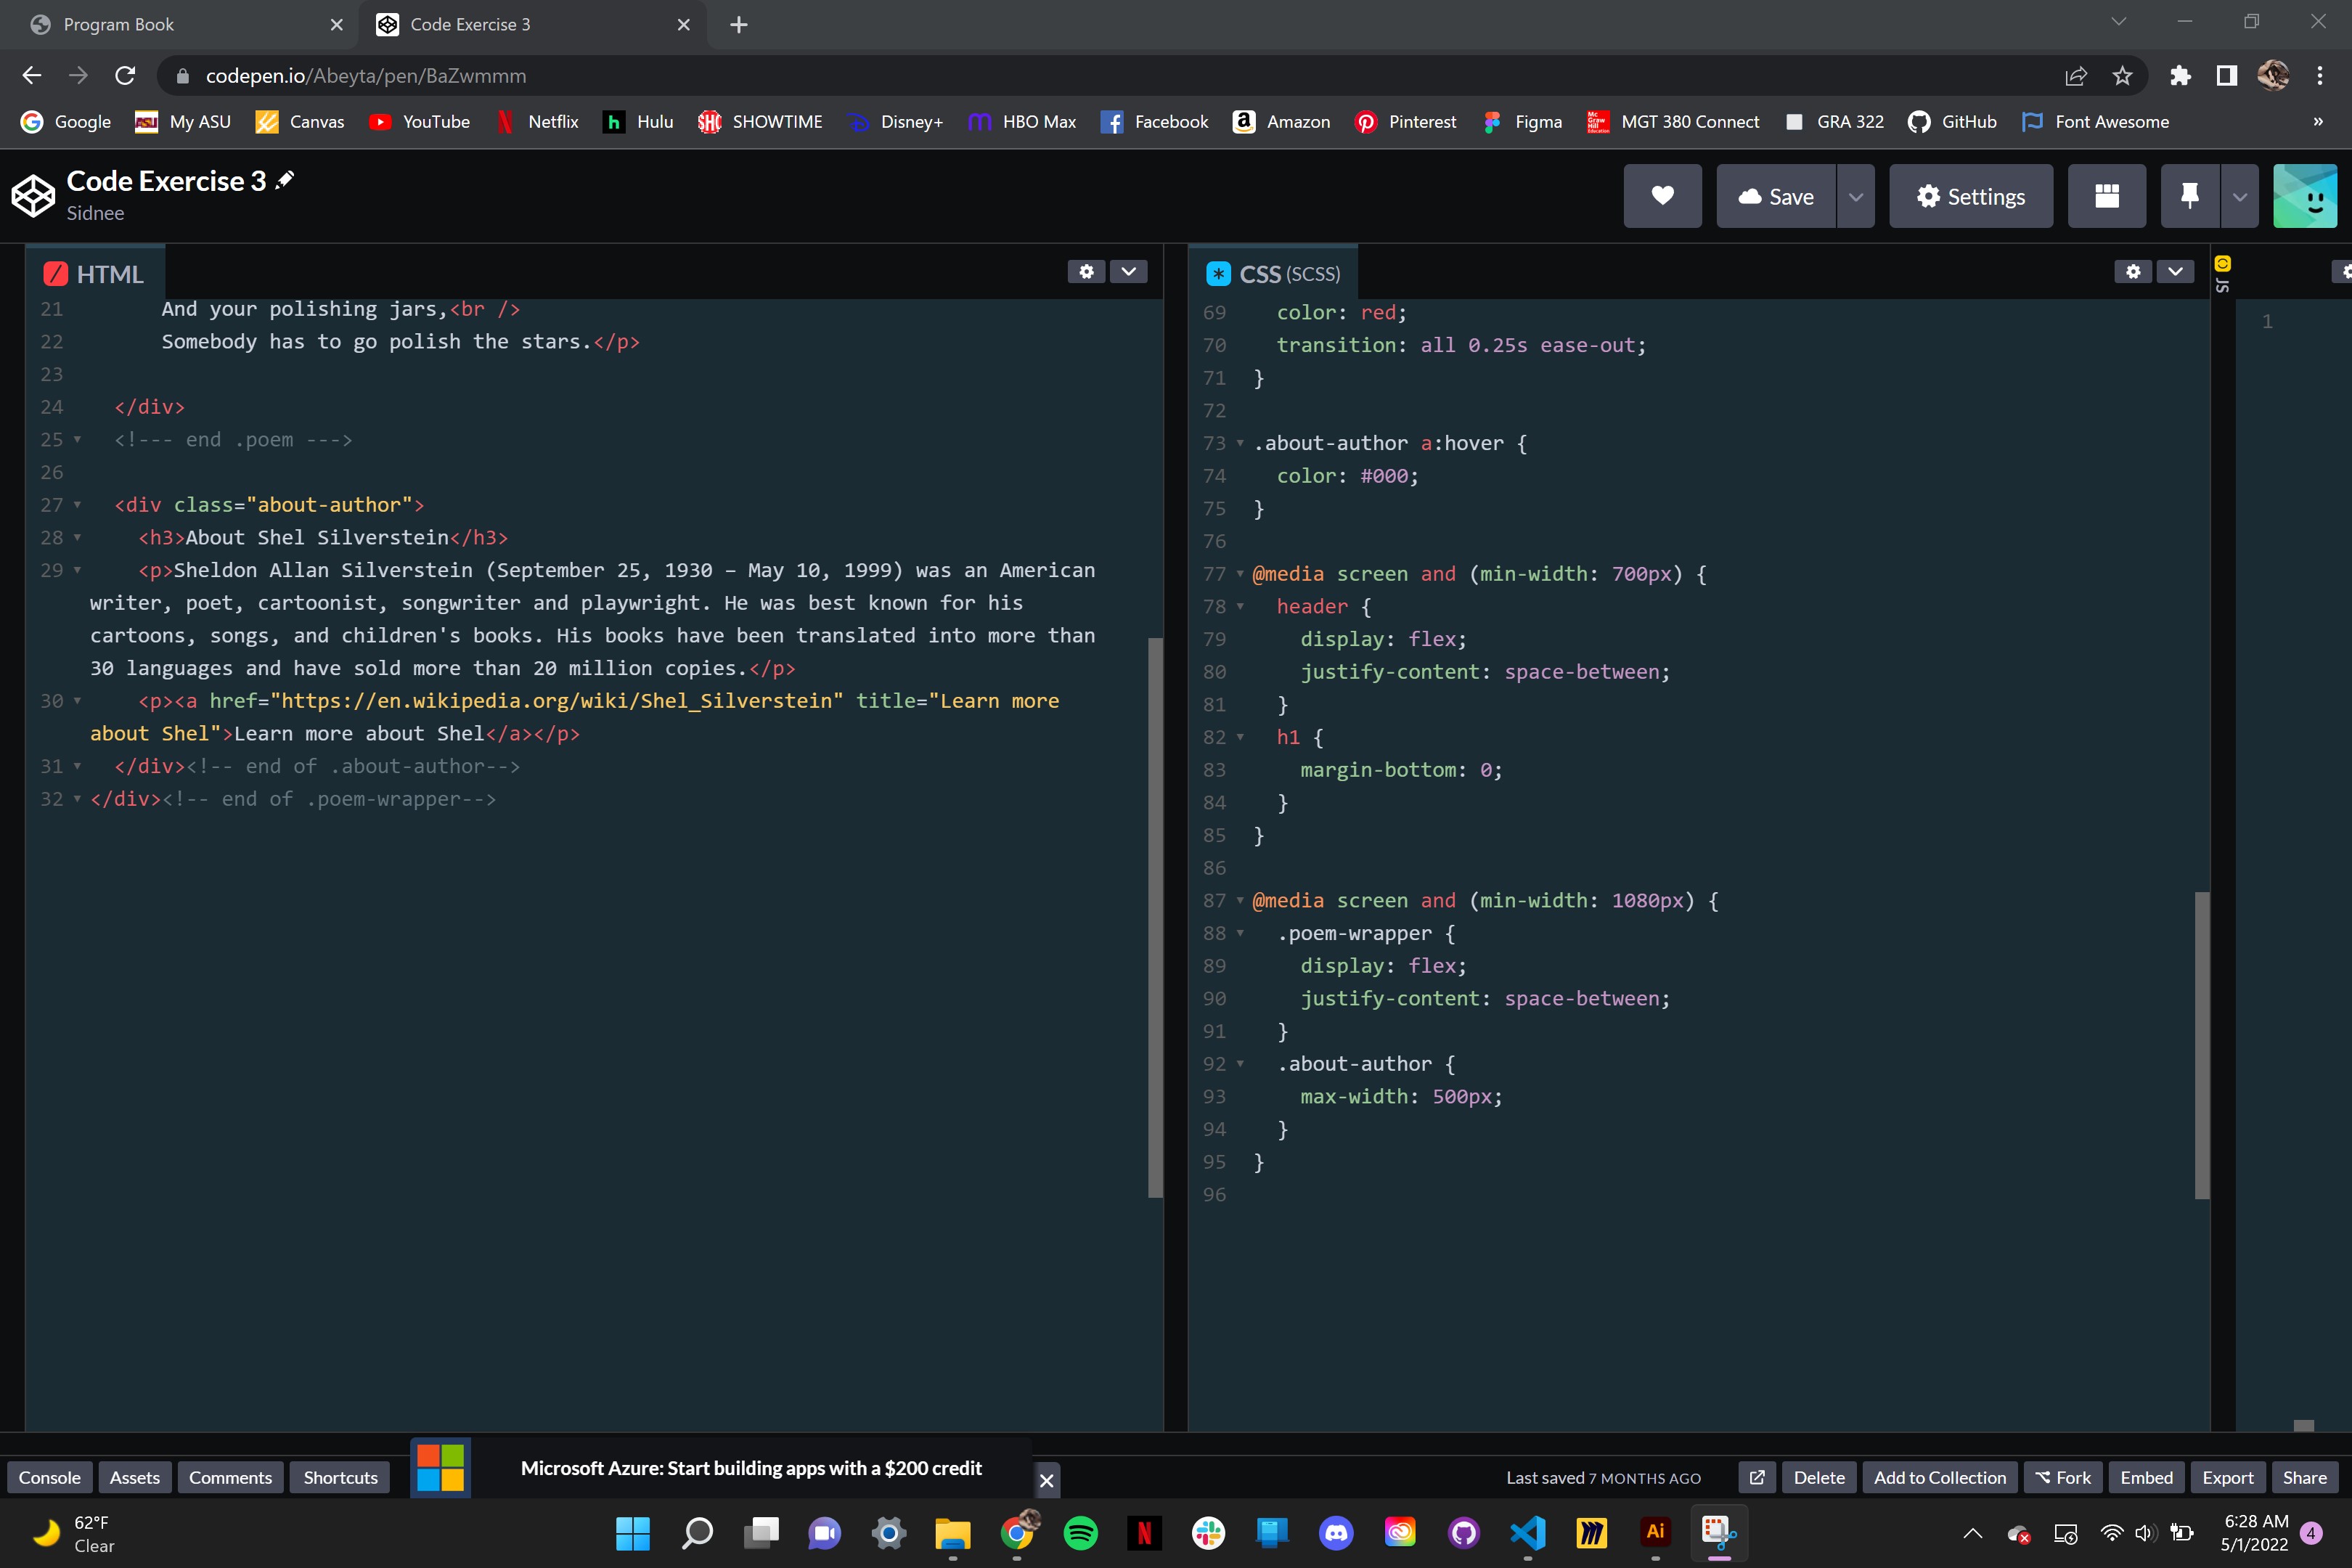 Program Book
Code Exercise 3
codepen.io/Abeyta/pen/BaZwmmm
Google My ASU Canvas YouTube Netflix Hulu SHOWTIME Disney+ HBO Max Facebook Amazon Pinterest Figma MGT 380 Connect GRA 322 GitHub Font Awesome »
Code Exercise 3
Sidnee
Save
Settings
HTML
21 And your polishing jars,<br />
22 Somebody has to go polish the stars.</p>
23
24 </div>
25 <!--- end .poem --->
26
27 <div class="about-author">
28 <h3>About Shel Silverstein</h3>
29 <p>Sheldon Allan Silverstein (September 25, 1930 – May 10, 1999) was an American
writer, poet, cartoonist, songwriter and playwright. He was best known for his
cartoons, songs, and children's books. His books have been translated into more than
30 languages and have sold more than 20 million copies.</p>
30 <p><a href="https://en.wikipedia.org/wiki/Shel_Silverstein" title="Learn more
about Shel">Learn more about Shel</a></p>
31 </div><!-- end of .about-author-->
32 </div><!-- end of .poem-wrapper-->
CSS (SCSS)
69 color: red;
70 transition: all 0.25s ease-out;
71 }
72
73 .about-author a:hover {
74 color: #000;
75 }
76
77 @media screen and (min-width: 700px) {
78 header {
79 display: flex;
80 justify-content: space-between;
81 }
82 h1 {
83 margin-bottom: 0;
84 }
85 }
86
87 @media screen and (min-width: 1080px) {
88 .poem-wrapper {
89 display: flex;
90 justify-content: space-between;
91 }
92 .about-author {
93 max-width: 500px;
94 }
95 }
96
JS
1
Console Assets Comments Shortcuts
Microsoft Azure: Start building apps with a $200 credit
Last saved 7 MONTHS AGO
Delete Add to Collection Fork Embed Export Share
62°F
Clear
Ai
6:28 AM
5/1/2022
4